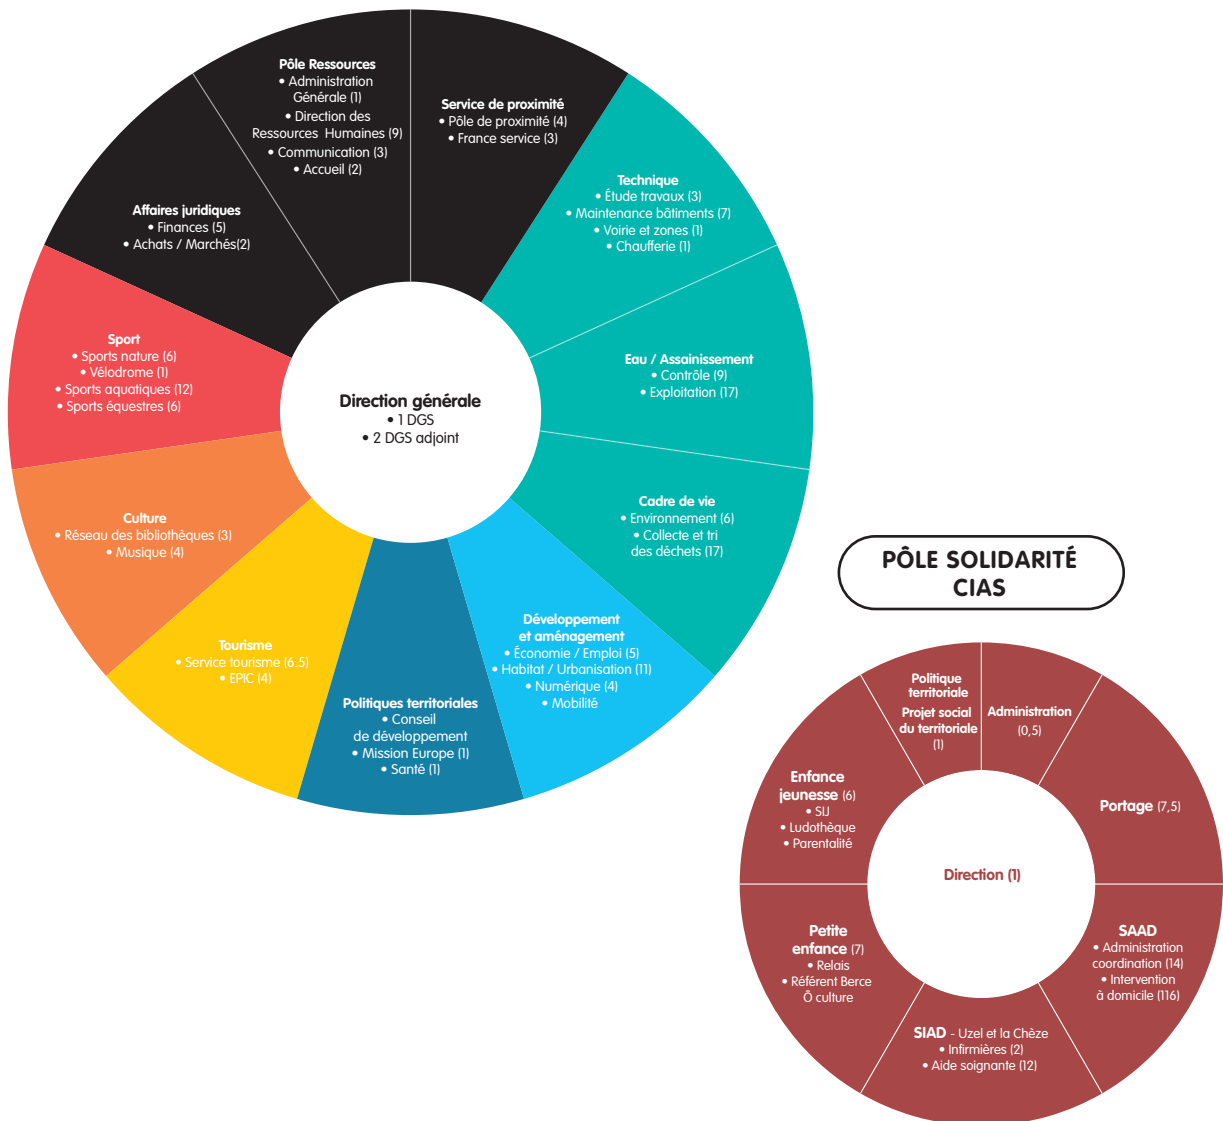 Pôle Ressources
• Administration
Générale (1)
• Direction des
Ressources Humaines (9)
• Communication (3)
• Accueil (2)
Service de proximité
• Pôle de proximité (4)
• France service (3)
Technique
• Étude travaux (3)
• Maintenance bâtiments (7)
• Voirie et zones (1)
• Chaufferie (1)
Affaires juridiques
• Finances (5)
• Achats / Marchés(2)
Eau / Assainissement
• Contrôle (9)
• Exploitation (17)
Sport
• Sports nature (6)
• Vélodrome (1)
• Sports aquatiques (12)
• Sports équestres (6)
Direction générale
• 1 DGS
• 2 DGS adjoint
Cadre de vie
• Environnement (6)
• Collecte et tri
des déchets (17)
Culture
• Réseau des bibliothèques (3)
• Musique (4)
Développement
et aménagement
• Économie / Emploi (5)
• Habitat / Urbanisation (11)
• Numérique (4)
• Mobilité
Tourisme
• Service tourisme (6.5)
• EPIC (4)
Politiques territoriales
• Conseil
de développement
• Mission Europe (1)
• Santé (1)
PÔLE SOLIDARITÉ
CIAS
Politique
territoriale
Projet social
du territoriale
(1)
Administration
(0,5)
Enfance
jeunesse (6)
• SIJ
• Ludothèque
• Parentalité
Portage (7,5)
Direction (1)
Petite
enfance (7)
• Relais
• Référent Berce
Ô culture
SAAD
• Administration
coordination (14)
• Intervention
à domicile (116)
SIAD - Uzel et la Chèze
• Infirmières (2)
• Aide soignante (12)